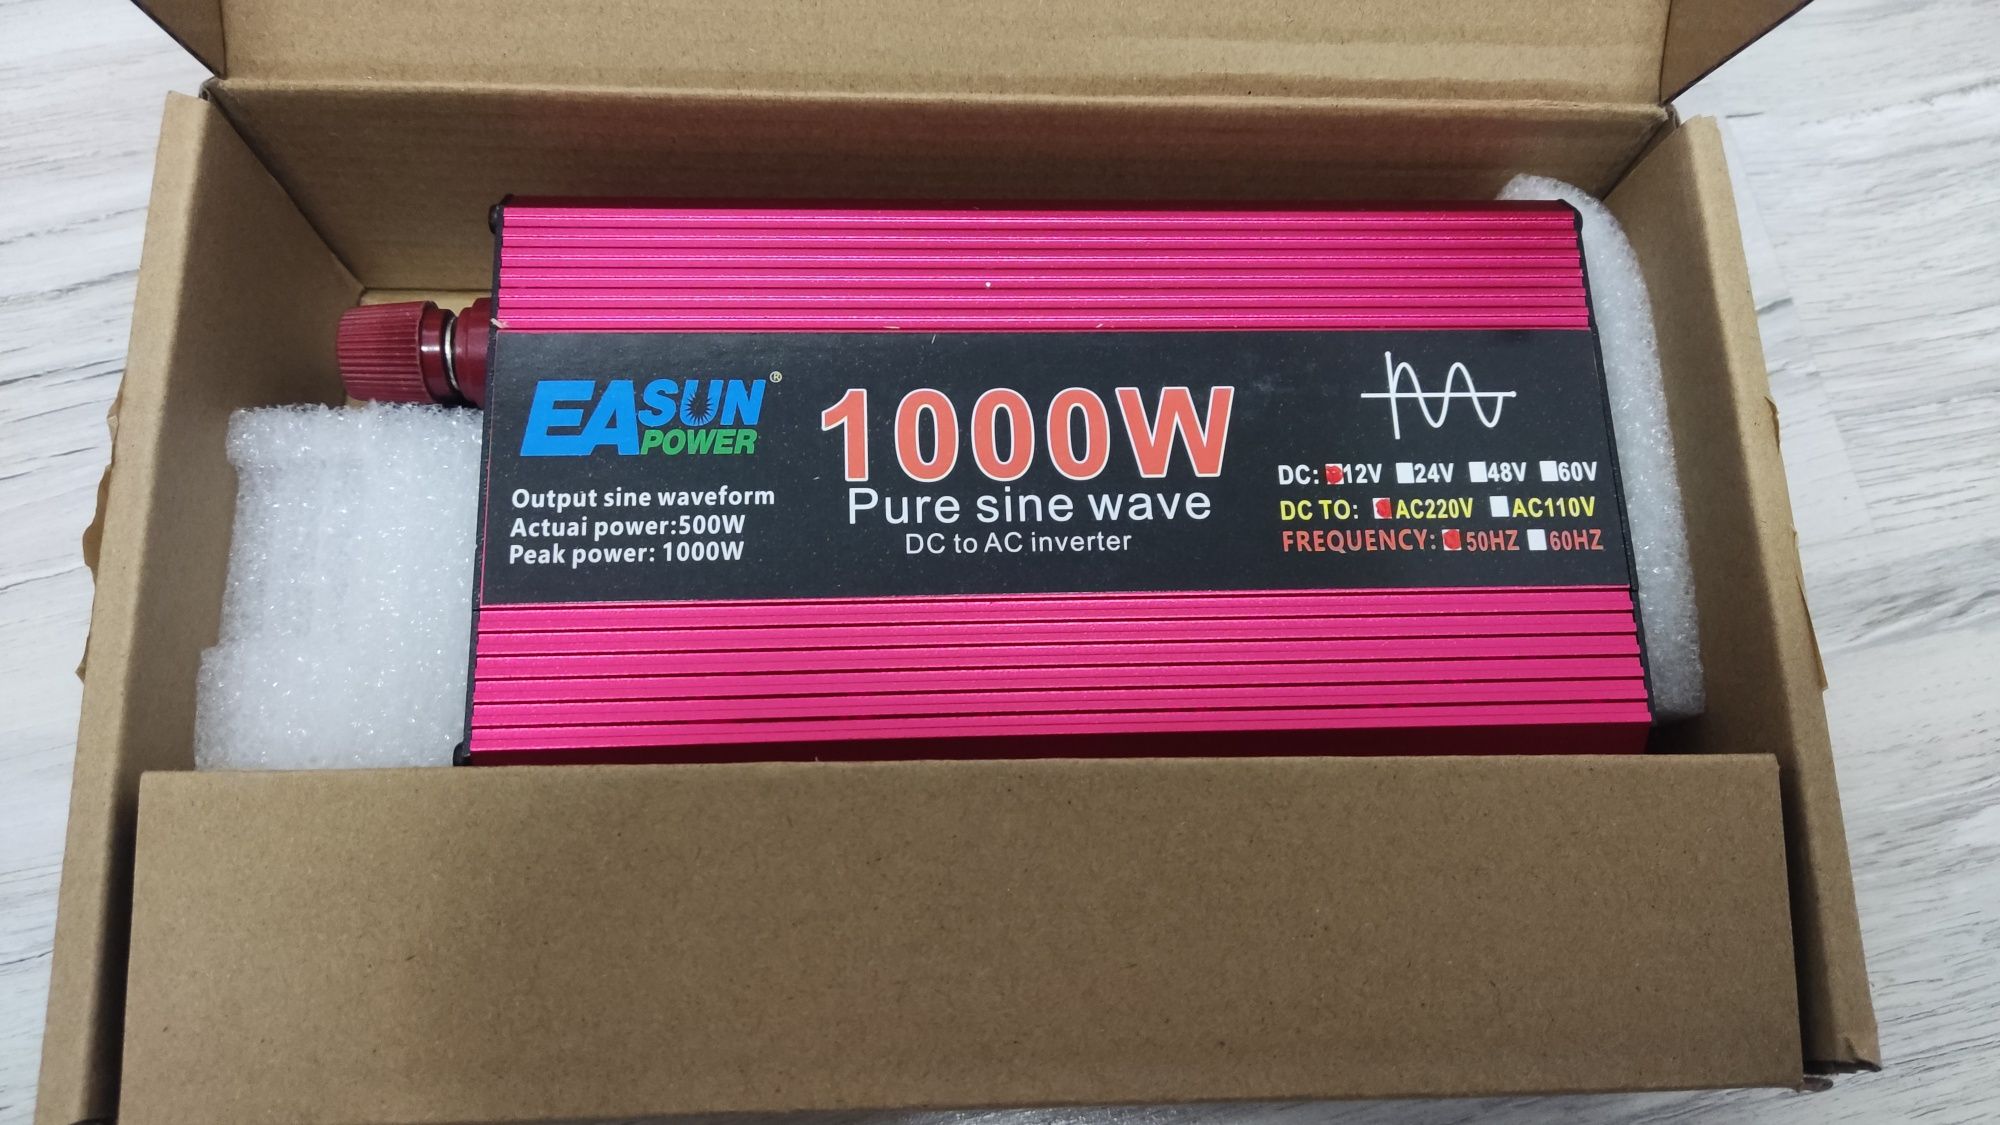 EASUN POWER ®
Output sine waveform
Actuai power:500W
Peak power: 1000W
1000W
Pure sine wave
DC to AC inverter
DC: 12V 24V 48V 60V
DC TO: AC220V AC110V
FREQUENCY: 50HZ 60HZ